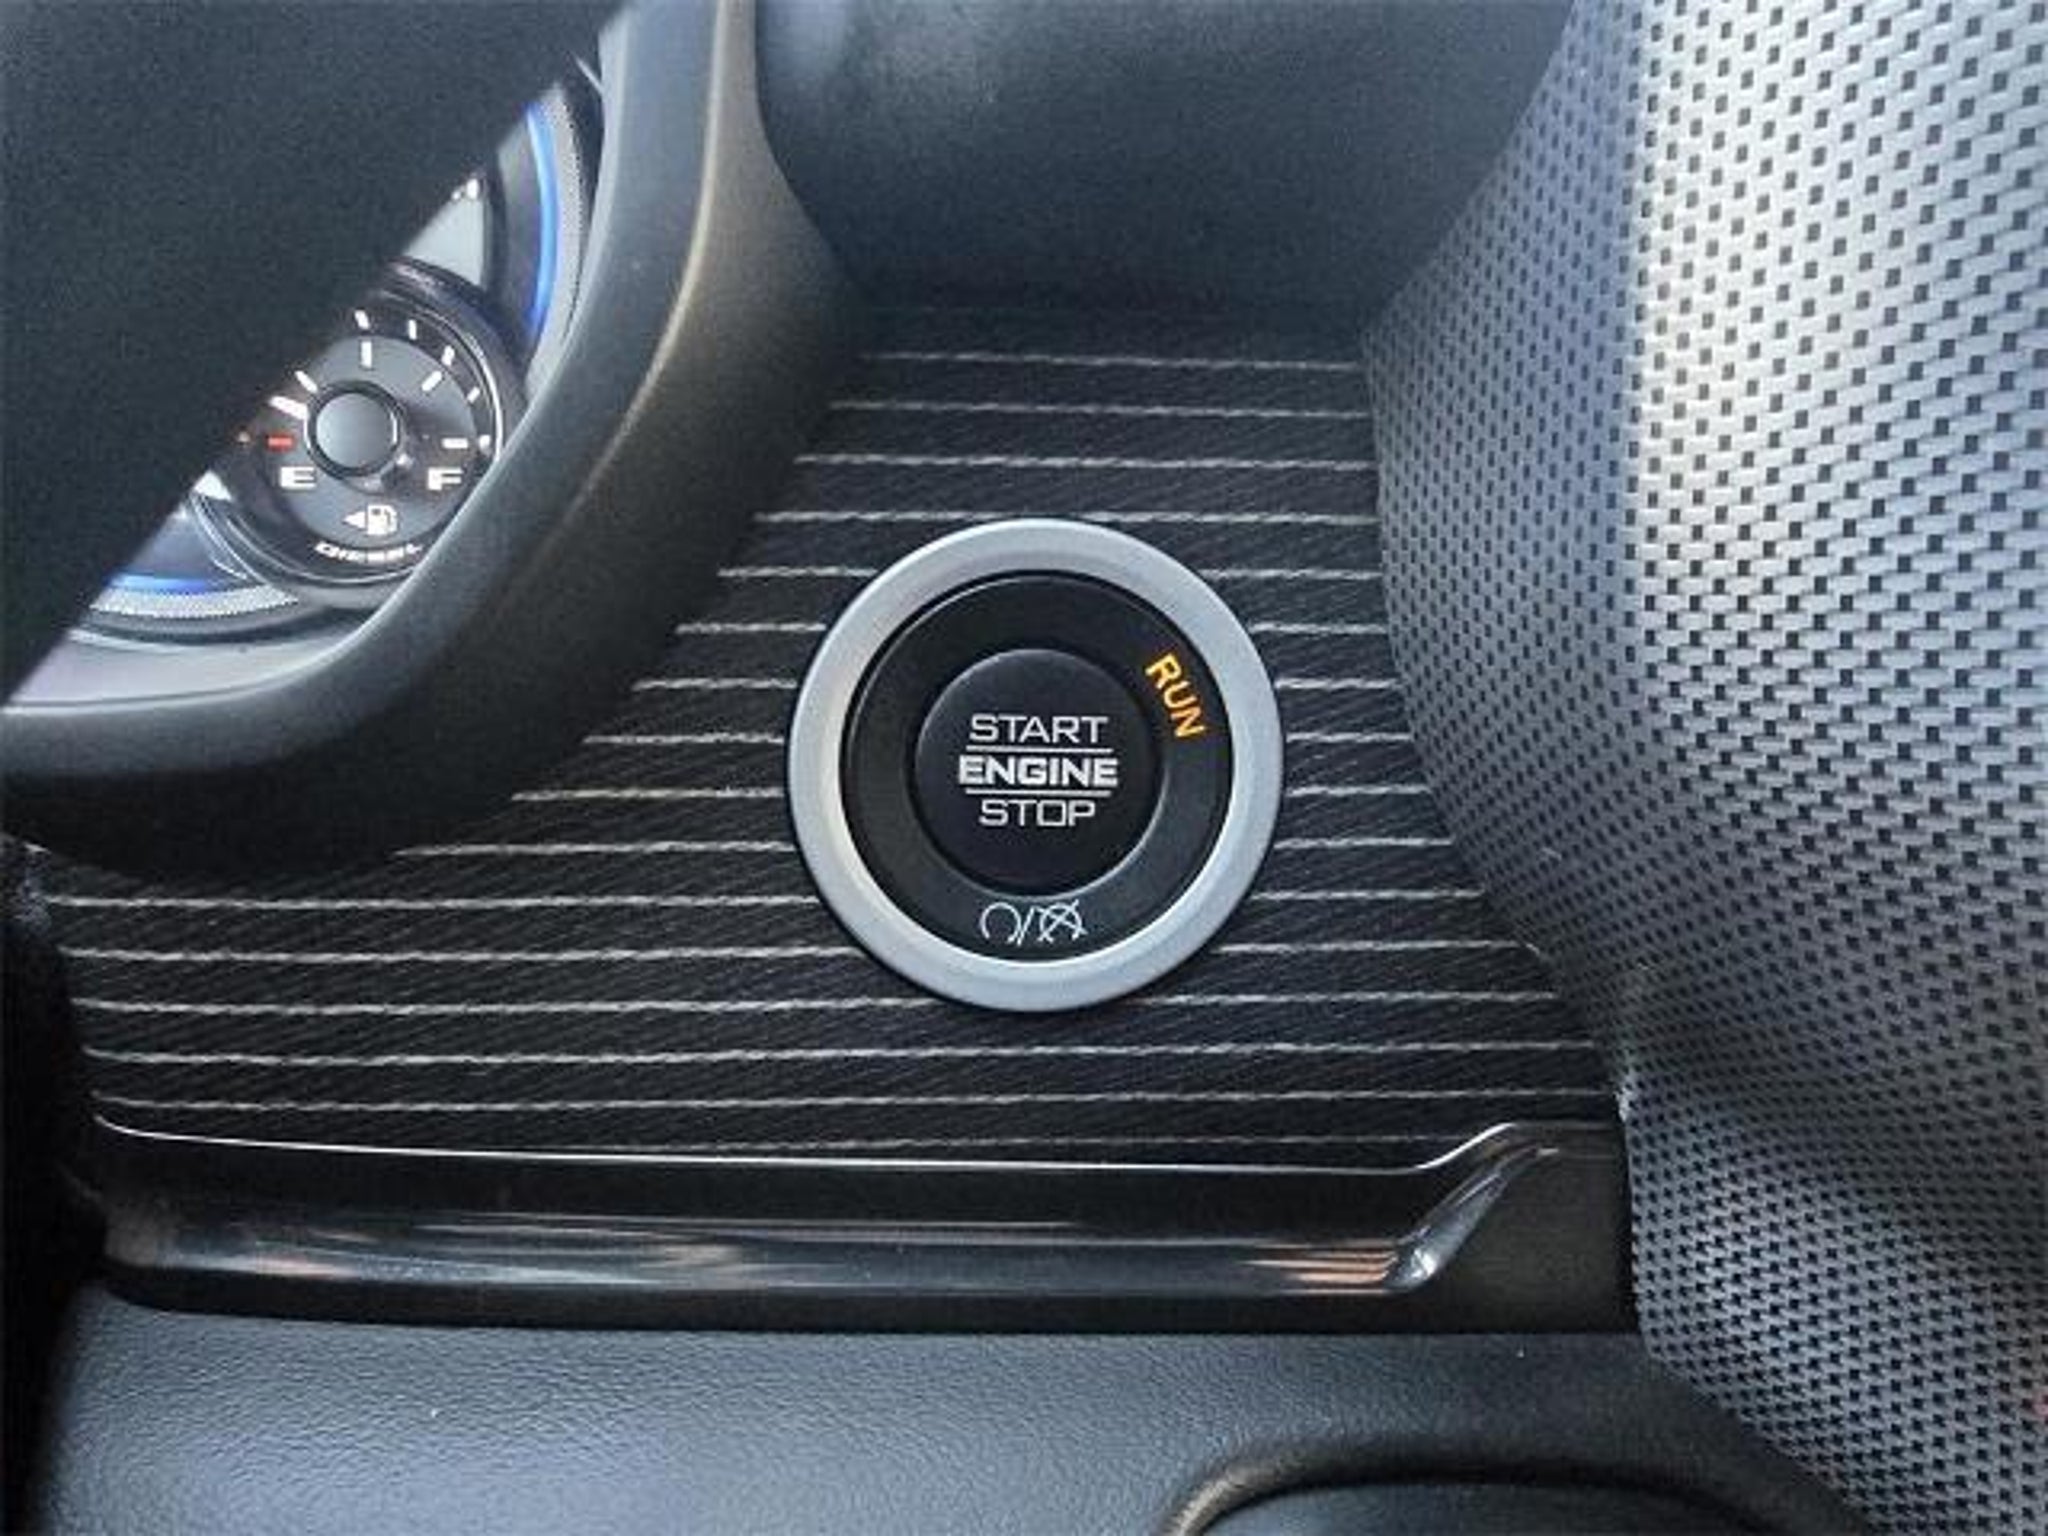 E F
DIESEL
RUN
START
ENGINE
STOP